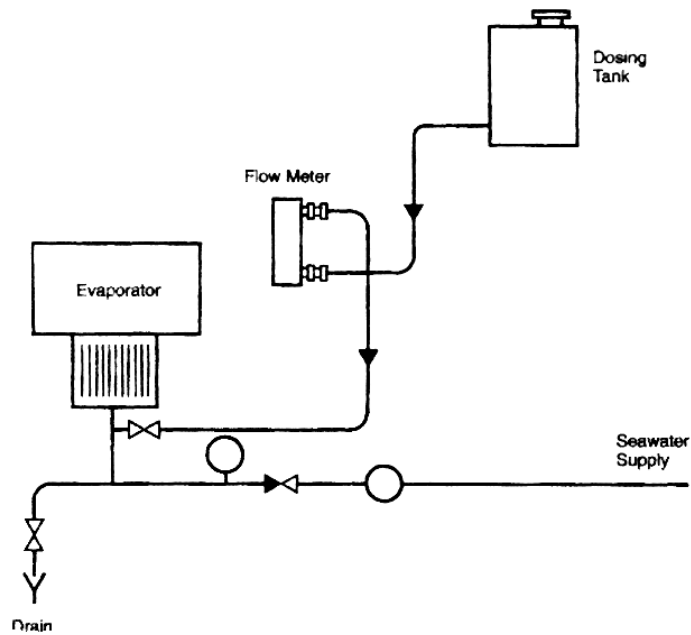 Dosing
Tank
Flow Meter
Evaporator
Seawater
Supply
Drain